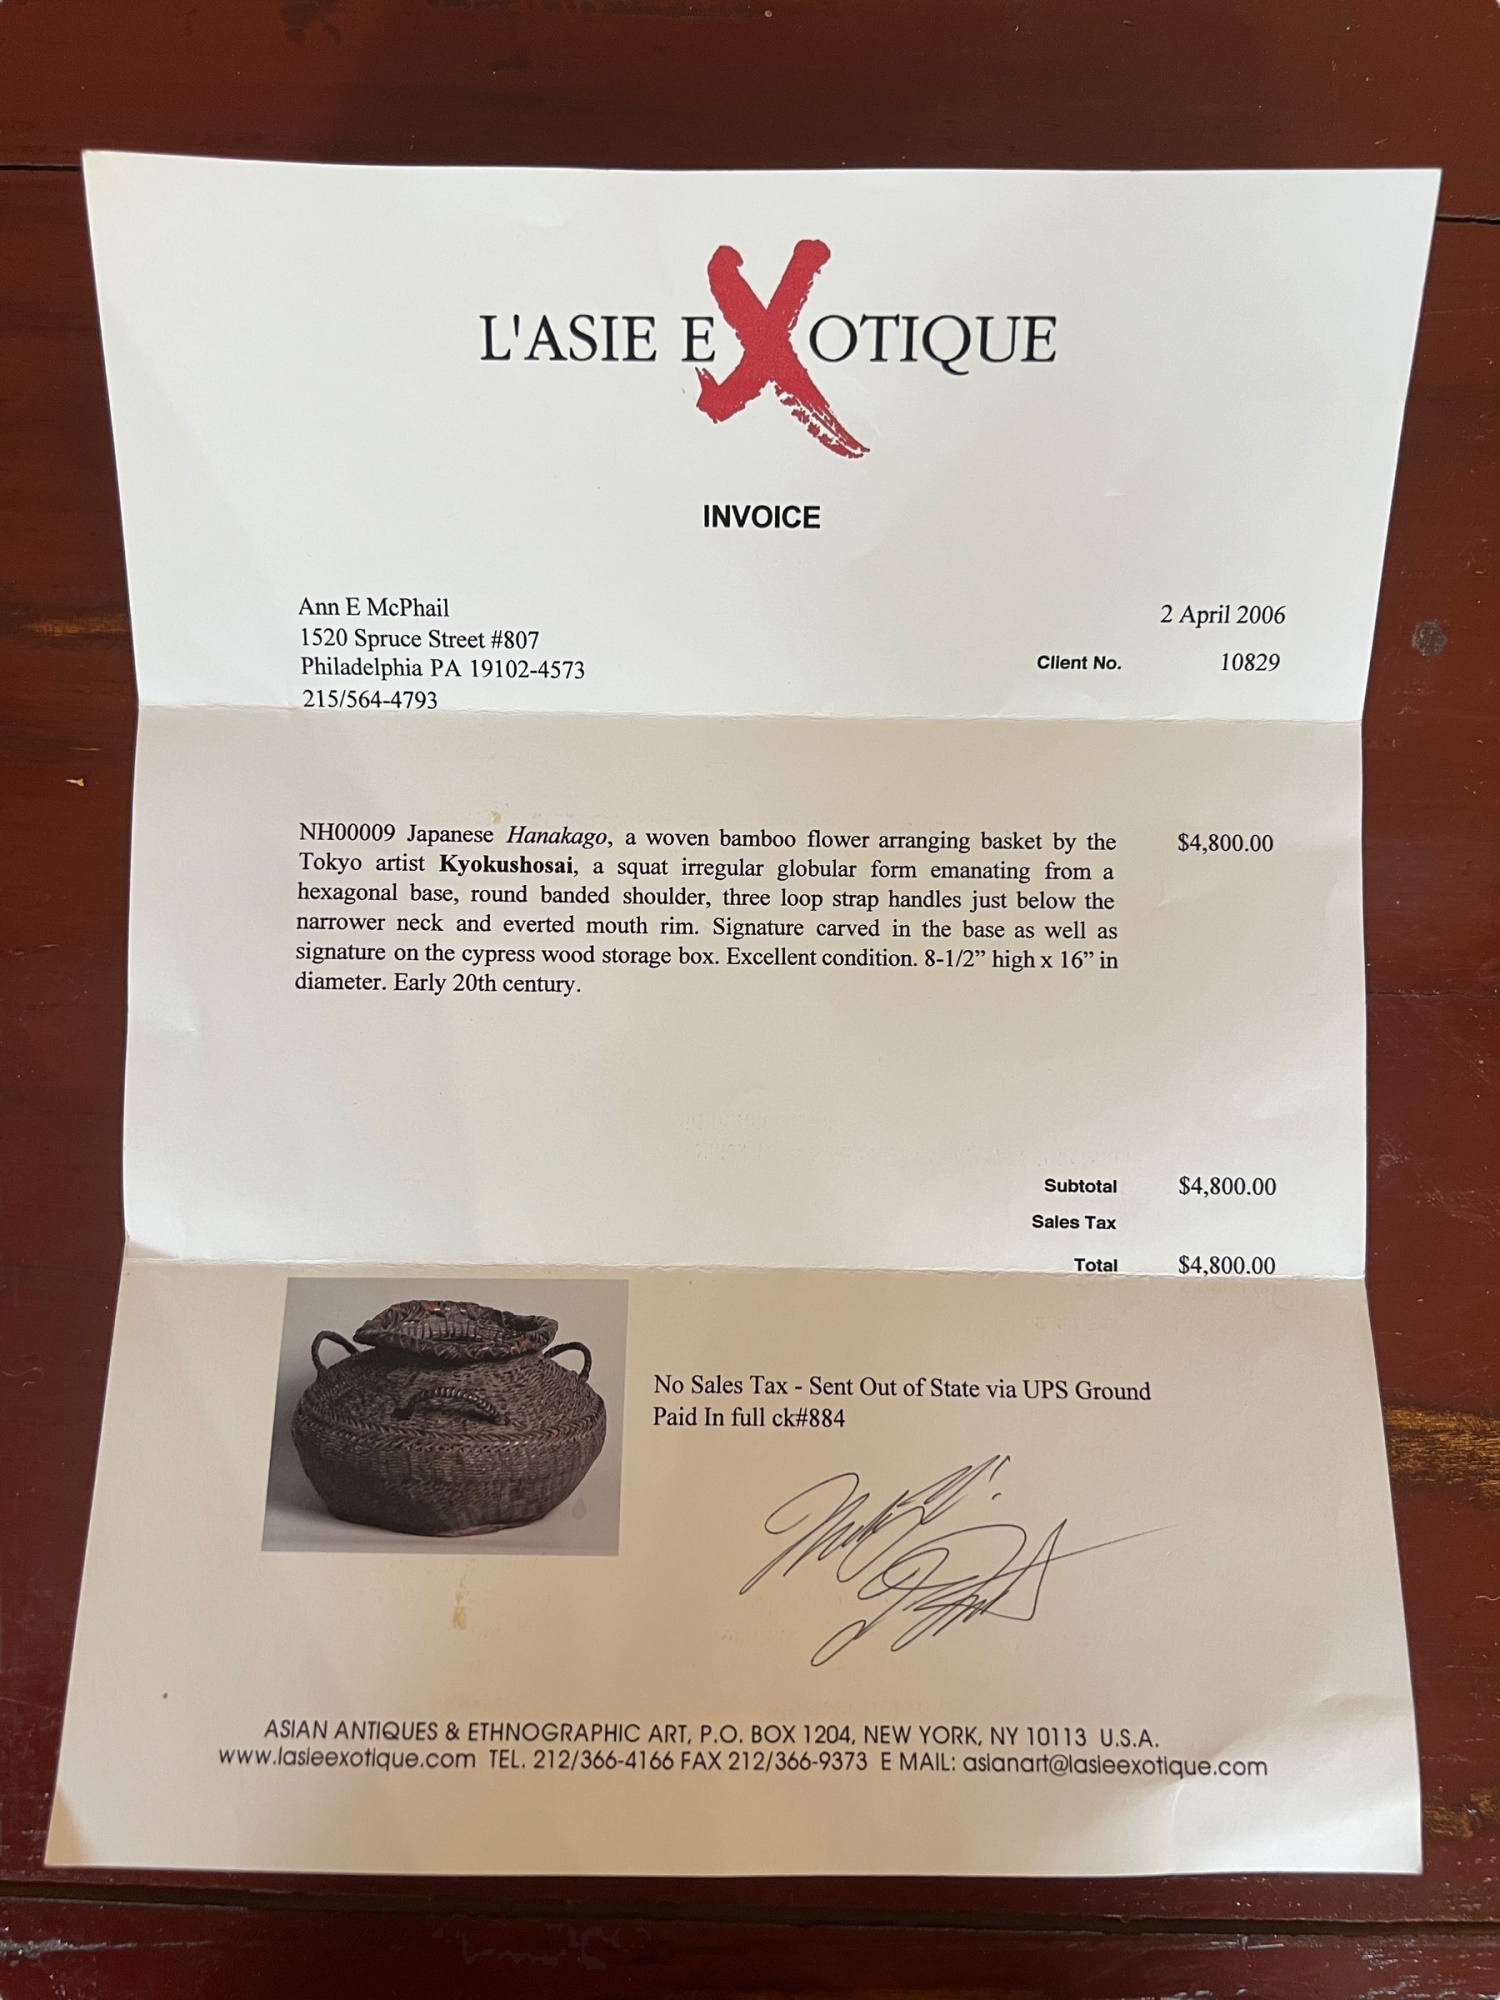 L'ASIE EXOTIQUE
INVOICE
Ann E McPhail
1520 Spruce Street #807
Philadelphia PA 19102-4573
215/564-4793
2 April 2006
Client No. 10829
NH00009 Japanese Hanakago, a woven bamboo flower arranging basket by the $4,800.00
Tokyo artist Kyokushosai, a squat irregular globular form emanating from a
hexagonal base, round banded shoulder, three loop strap handles just below the
narrower neck and everted mouth rim. Signature carved in the base as well as
signature on the cypress wood storage box. Excellent condition. 8-1/2” high x 16” in
diameter. Early 20th century.
Subtotal $4,800.00
Sales Tax
Total $4,800.00
No Sales Tax - Sent Out of State via UPS Ground
Paid In full ck#884
ASIAN ANTIQUES & ETHNOGRAPHIC ART, P.O. BOX 1204, NEW YORK, NY 10113 U.S.A.
www.lasieexotique.com TEL. 212/366-4166 FAX 212/366-9373 E MAIL: asianart@lasieexotique.com